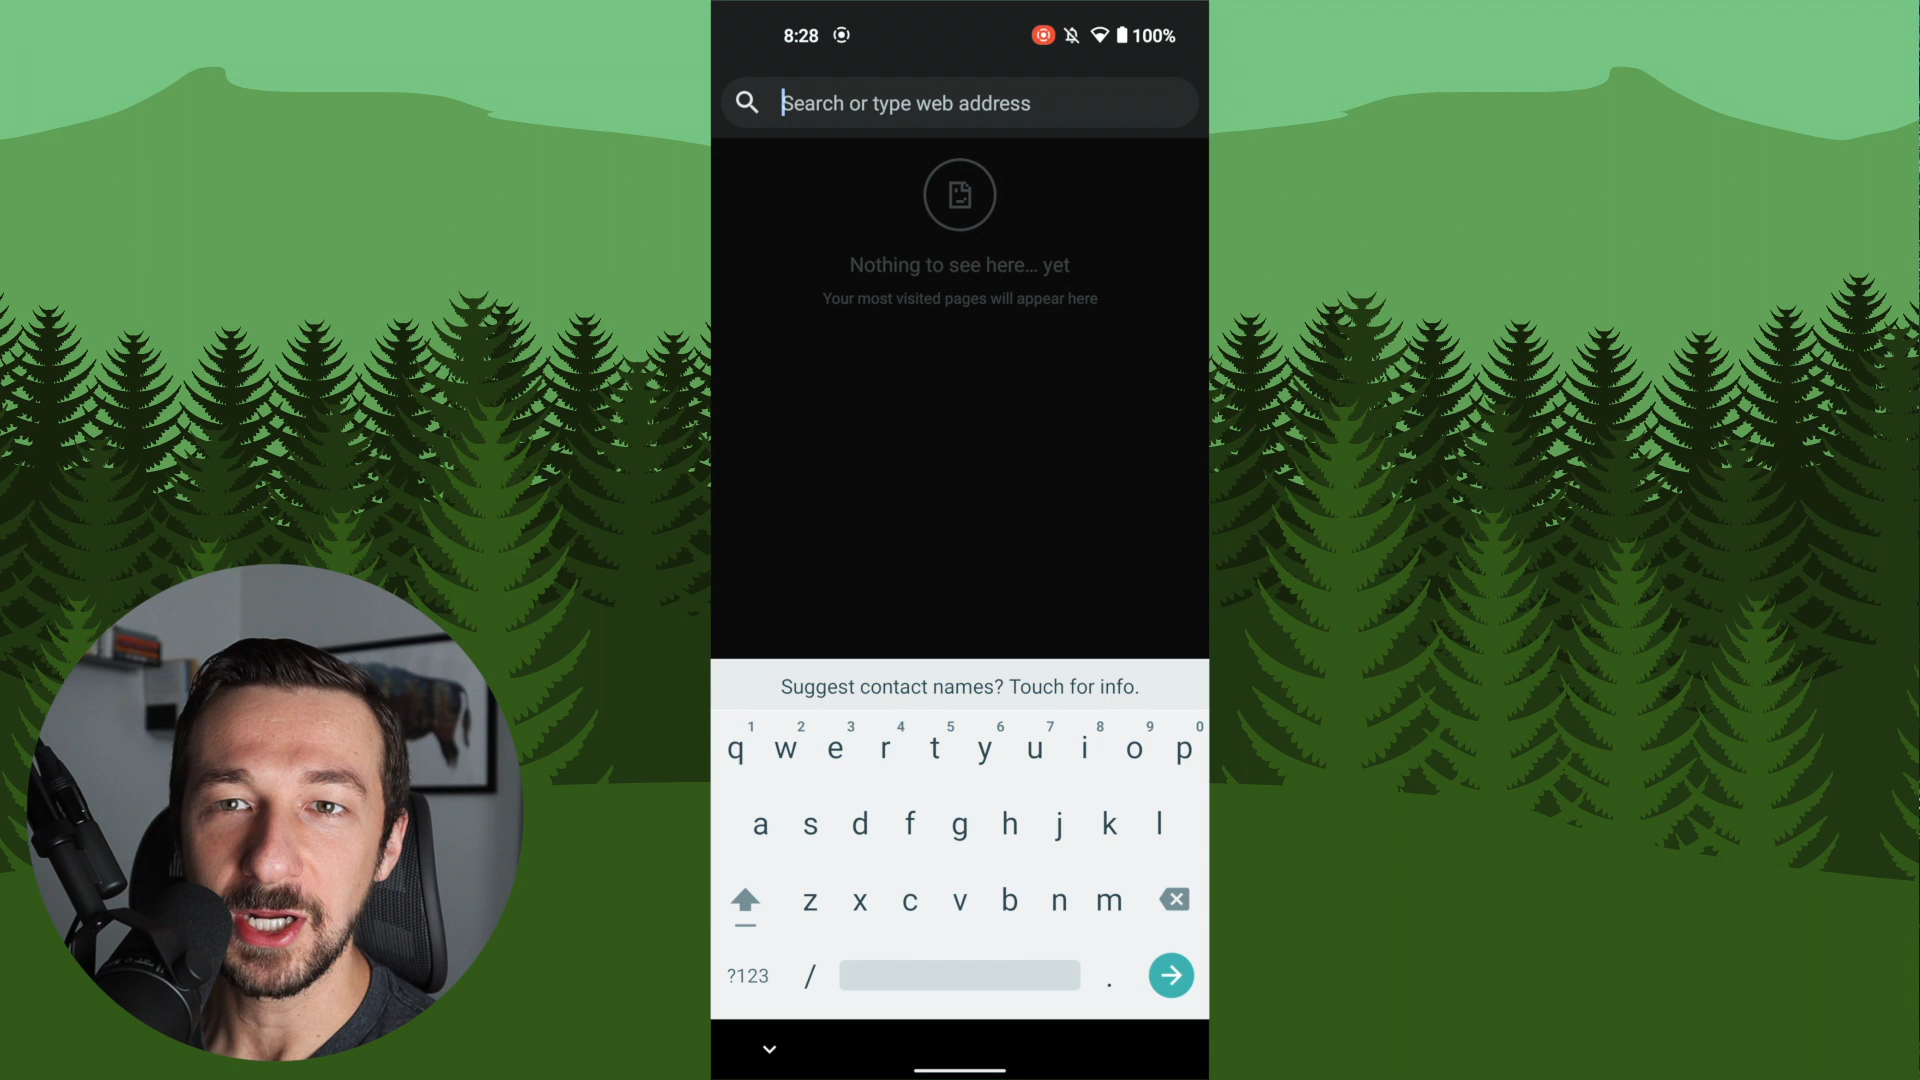 8:28
100%
Search or type web address
Nothing to see here... yet
Your most visited pages will appear here
Suggest contact names? Touch for info.
1 2 3 4 5 6 7 8 9 0
q w e r t y u i o p
a s d f g h j k l
z x c v b n m
?123 / .